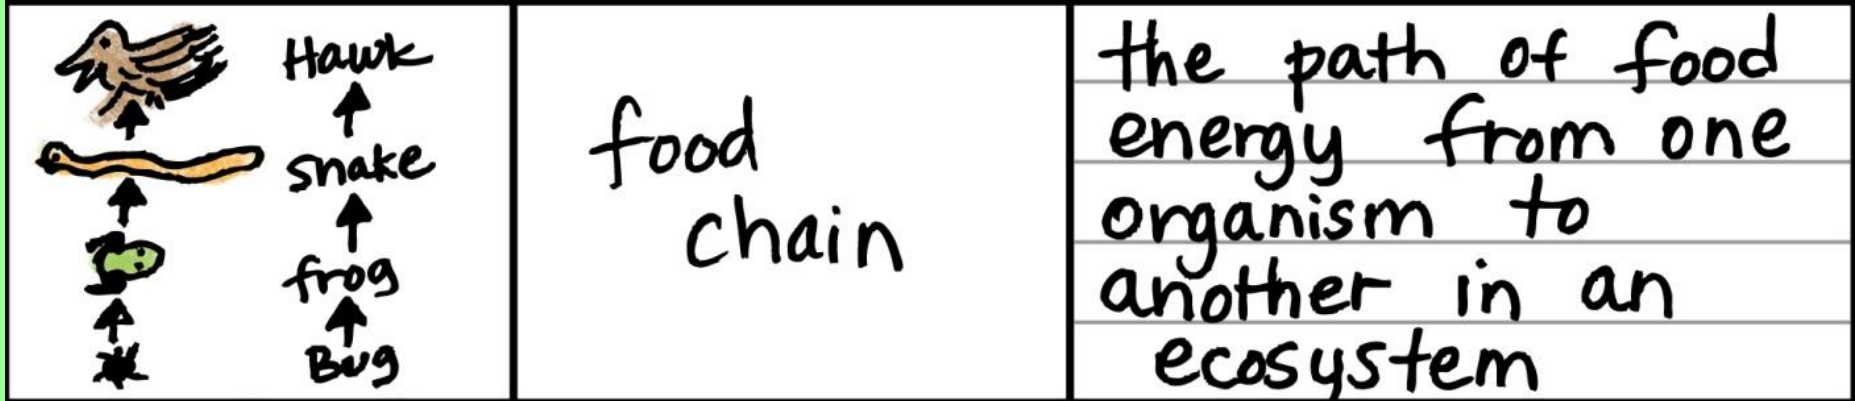 Hawk
snake
frog
Bug
food
chain
the path of food
energy from one
organism to
another in an
ecosystem